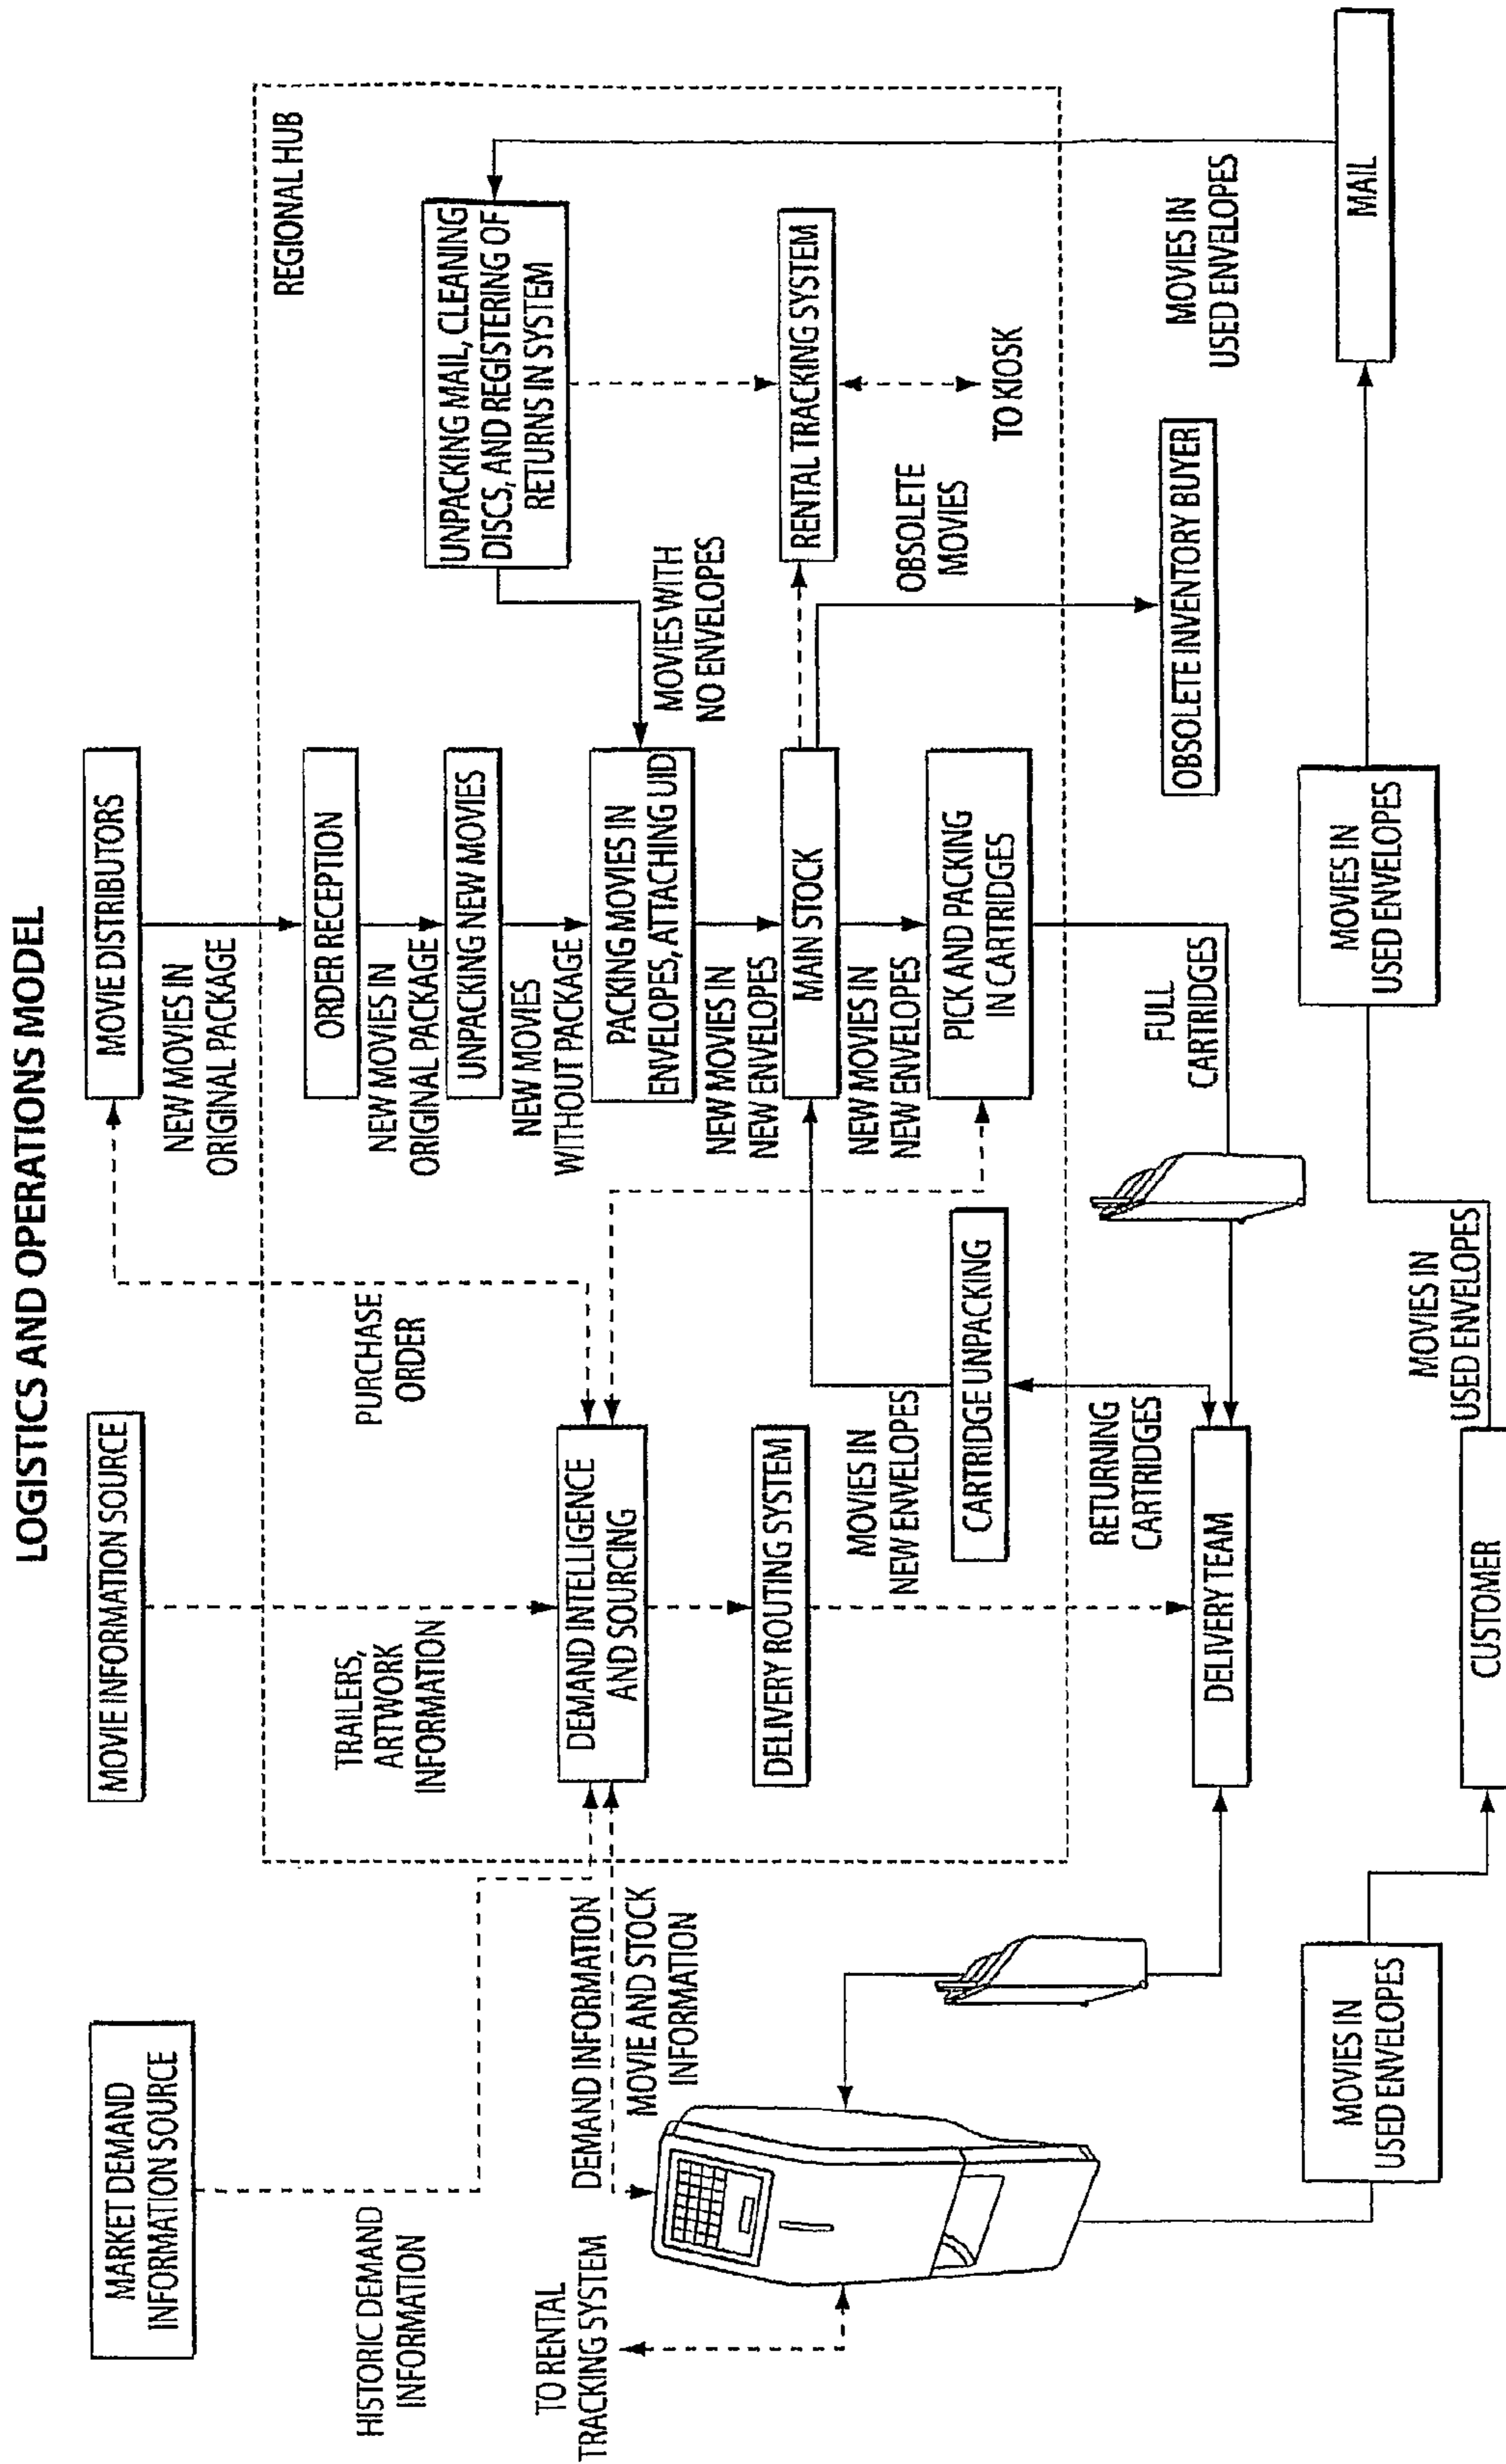 LOGISTICS AND OPERATIONS MODEL
MARKET DEMAND
INFORMATION SOURCE
MOVIE INFORMATION SOURCE
MOVIE DISTRIBUTORS
HISTORIC DEMAND
INFORMATION
TRAILERS,
ARTWORK
INFORMATION
PURCHASE
ORDER
NEW MOVIES IN
ORIGINAL PACKAGE
REGIONAL HUB
ORDER RECEPTION
NEW MOVIES IN
ORIGINAL PACKAGE
UNPACKING NEW MOVIES
UNPACKING MAIL, CLEANING
DISCS, AND REGISTERING OF
RETURNS IN SYSTEM
TO RENTAL
TRACKING SYSTEM
DEMAND INFORMATION
MOVIE AND STOCK
INFORMATION
DEMAND INTELLIGENCE
AND SOURCING
NEW MOVIES
WITHOUT PACKAGE
PACKING MOVIES IN
ENVELOPES, ATTACHING UID
MOVIES WITH
NO ENVELOPES
DELIVERY ROUTING SYSTEM
NEW MOVIES IN
NEW ENVELOPES
MAIN STOCK
RENTAL TRACKING SYSTEM
MOVIES IN
NEW ENVELOPES
NEW MOVIES IN
NEW ENVELOPES
PICK AND PACKING
IN CARTRIDGES
OBSOLETE
MOVIES
TO KIOSK
CARTRIDGE UNPACKING
RETURNING
CARTRIDGES
FULL
CARTRIDGES
OBSOLETE INVENTORY BUYER
MOVIES IN
USED ENVELOPES
DELIVERY TEAM
MOVIES IN
USED ENVELOPES
MOVIES IN
USED ENVELOPES
MAIL
MOVIES IN
USED ENVELOPES
CUSTOMER